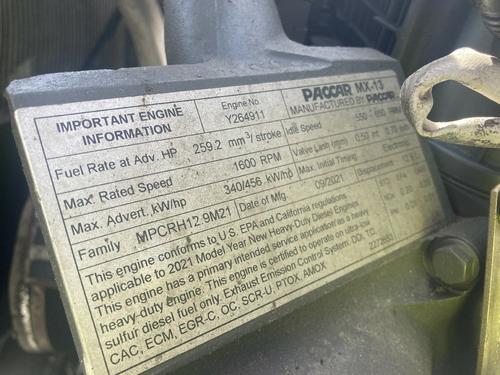 IMPORTANT ENGINE INFORMATION
Engine No Y264911
PACCAR MX-13
MANUFACTURED BY PACCAR
Fuel Rate at Adv. HP 259.2 mm³/ stroke
Idle Speed 550 - 650
Max. Rated Speed 1600 RPM
Valve Lash (mm) 0.50
Max. Advert. kW/hp 340/456 kW/hp
Max. Initial Timing
Family MPCRH12.9M21
Date of Mfg. 09/2021
This engine conforms to U.S. EPA and California regulations
applicable to 2021 Model Year New Heavy-Duty Diesel Engines.
This engine has a primary intended service application as a heavy
heavy-duty engine. This engine is certified to operate on ultra-low
sulfur diesel fuel only. Exhaust Emission Control System: DDI, TC,
CAC, ECM, EGR-C, OC, SCR-U, PTOX, AMOX